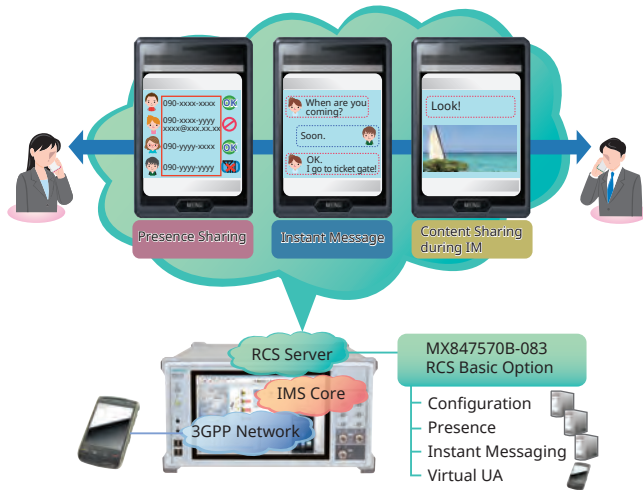 090-xxxx-xxxx
OK
090-xxxx-yyyy
xxxx@xxx.xx.xx
090-yyyy-xxxx
OK
090-yyyy-yyyy
MENU
Presence Sharing
When are you
coming?
Soon.
OK.
I go to ticket gate!
MENU
Instant Message
Look!
MENU
Content Sharing
during IM
RCS Server
IMS Core
3GPP Network
MX847570B-083
RCS Basic Option
Configuration
Presence
Instant Messaging
Virtual UA